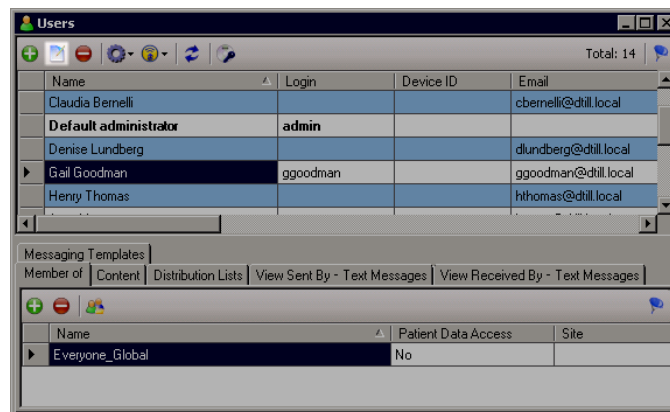 Users
Total: 14
Name Login Device ID Email
Claudia Bernelli cbernelli@dtill.local
Default administrator admin
Denise Lundberg dlundberg@dtill.local
Gail Goodman ggoodman ggoodman@dtill.local
Henry Thomas hthomas@dtill.local
Messaging Templates
Member of Content Distribution Lists View Sent By - Text Messages View Received By - Text Messages
Name Patient Data Access Site
Everyone_Global No